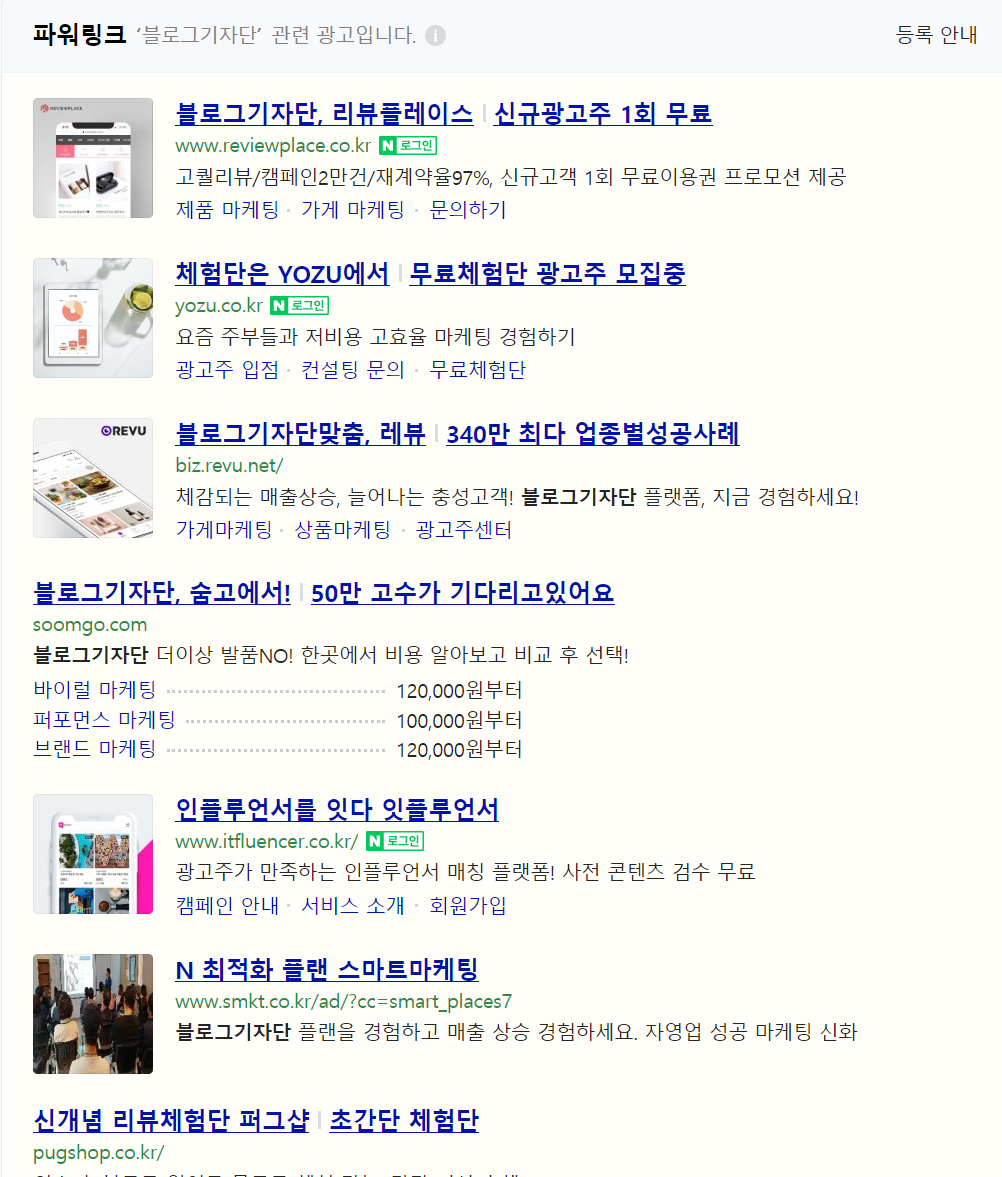 파워링크 ‘블로그기자단’ 관련 광고입니다.
등록 안내
REVIEWPLACE
블로그기자단, 리뷰플레이스
신규광고주 1회 무료
www.reviewplace.co.kr N 로그인
고퀄리뷰/캠페인2만건/재계약율97%, 신규고객 1회 무료이용권 프로모션 제공
제품 마케팅 · 가게 마케팅 · 문의하기
체험단은 YOZU에서
무료체험단 광고주 모집중
yozu.co.kr N 로그인
요즘 주부들과 저비용 고효율 마케팅 경험하기
광고주 입점 · 컨설팅 문의 · 무료체험단
REVU
블로그기자단맞춤, 레뷰
340만 최다 업종별성공사례
biz.revu.net/
체감되는 매출상승, 늘어나는 충성고객! 블로그기자단 플랫폼, 지금 경험하세요!
가게마케팅 · 상품마케팅 · 광고주센터
블로그기자단, 숨고에서!
50만 고수가 기다리고있어요
soomgo.com
블로그기자단 더이상 발품NO! 한곳에서 비용 알아보고 비교 후 선택!
바이럴 마케팅 120,000원부터
퍼포먼스 마케팅 100,000원부터
브랜드 마케팅 120,000원부터
인플루언서를 잇다 잇플루언서
www.itfluencer.co.kr/ N 로그인
광고주가 만족하는 인플루언서 매칭 플랫폼! 사전 콘텐츠 검수 무료
캠페인 안내 · 서비스 소개 · 회원가입
N 최적화 플랜 스마트마케팅
www.smkt.co.kr/ad/?cc=smart_places7
블로그기자단 플랜을 경험하고 매출 상승 경험하세요. 자영업 성공 마케팅 신화
신개념 리뷰체험단 퍼그샵
초간단 체험단
pugshop.co.kr/